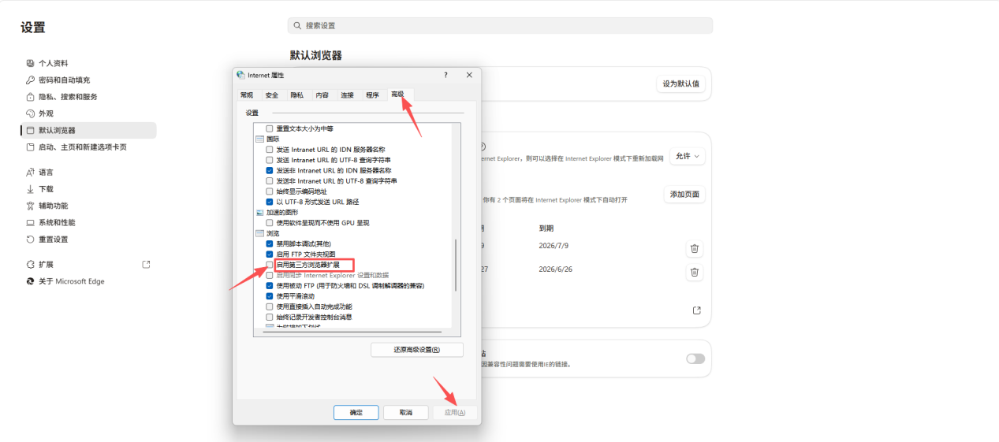 设置
搜索设置
个人资料
密码和自动填充
隐私、搜索和服务
外观
默认浏览器
启动、主页和新建选项卡页
语言
下载
辅助功能
系统和性能
重置设置
扩展
关于 Microsoft Edge
默认浏览器
设为默认值
Internet 属性
?
常规 安全 隐私 内容 连接 程序 高级
设置
重置文本大小为中等
国际
发送 Intranet URL 的 IDN 服务器名称
发送 Intranet URL 的 UTF-8 查询字符串
发送非 Intranet URL 的 IDN 服务器名称
发送非 Intranet URL 的 UTF-8 查询字符串
始终显示编码地址
以 UTF-8 形式发送 URL 路径
加速的图形
使用软件呈现而不使用 GPU 呈现
浏览
禁用脚本调试(其他)
启用 FTP 文件夹视图
启用第三方浏览器扩展
启用同步 Internet Explorer 设置和数据
使用被动 FTP (用于防火墙和 DSL 调制解调器的兼容)
使用平滑滚动
使用直接插入自动完成功能
始终记录开发者控制台消息
还原高级设置(R)
确定 取消 应用(A)
ernet Explorer，则可以选择在 Internet Explorer 模式下重新加载网
允许
你有 2 个页面将在 Internet Explorer 模式下自动打开
添加页面
到期
9 2026/7/9
27 2026/6/26
因兼容性问题需要使用IE的链接。